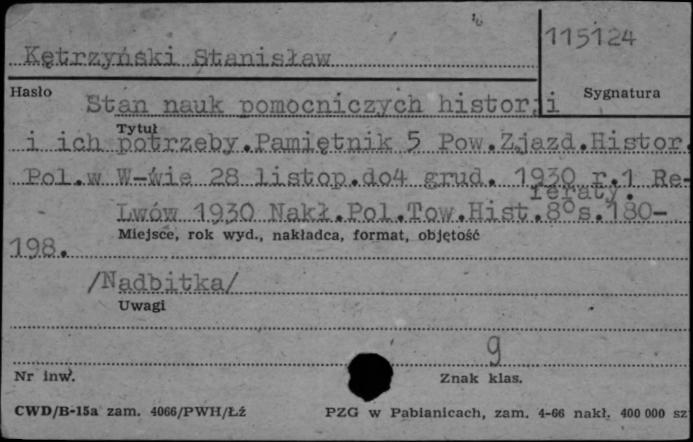 115124
Kętrzyński Stanisław
Hasło
Sygnatura
Stan nauk pomocniczych historji
Tytuł
i ich potrzeby.Pamiętnik 5 Pow.Zjazd.Histor.
Pol.w W-wie 28 listop.do4 grud. 1930 r.1 Re-
feraty.
Lwów 1930 Nakł.Pol.Tow.Hist.8°s.180-
Miejsce, rok wyd., nakładca, format, objętość
198.
/Nadbitka/
Uwagi
g
Nr inw.
Znak klas.
CWD/B-15a zam. 4066/PWH/Łź
PZG w Pabianicach, zam. 4-66 nakł. 400 000 sz